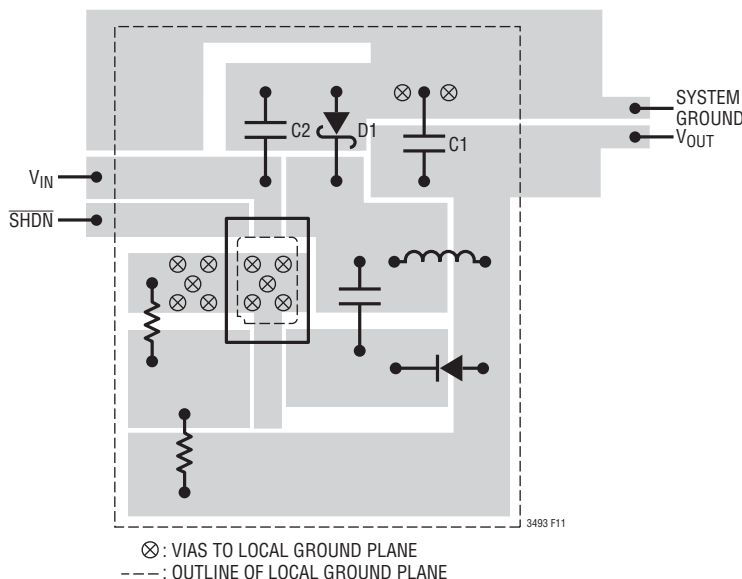 SYSTEM
GROUND
C2
D1
C1
VOUT
VIN
SHDN
3493 F11
⊗: VIAS TO LOCAL GROUND PLANE
---: OUTLINE OF LOCAL GROUND PLANE